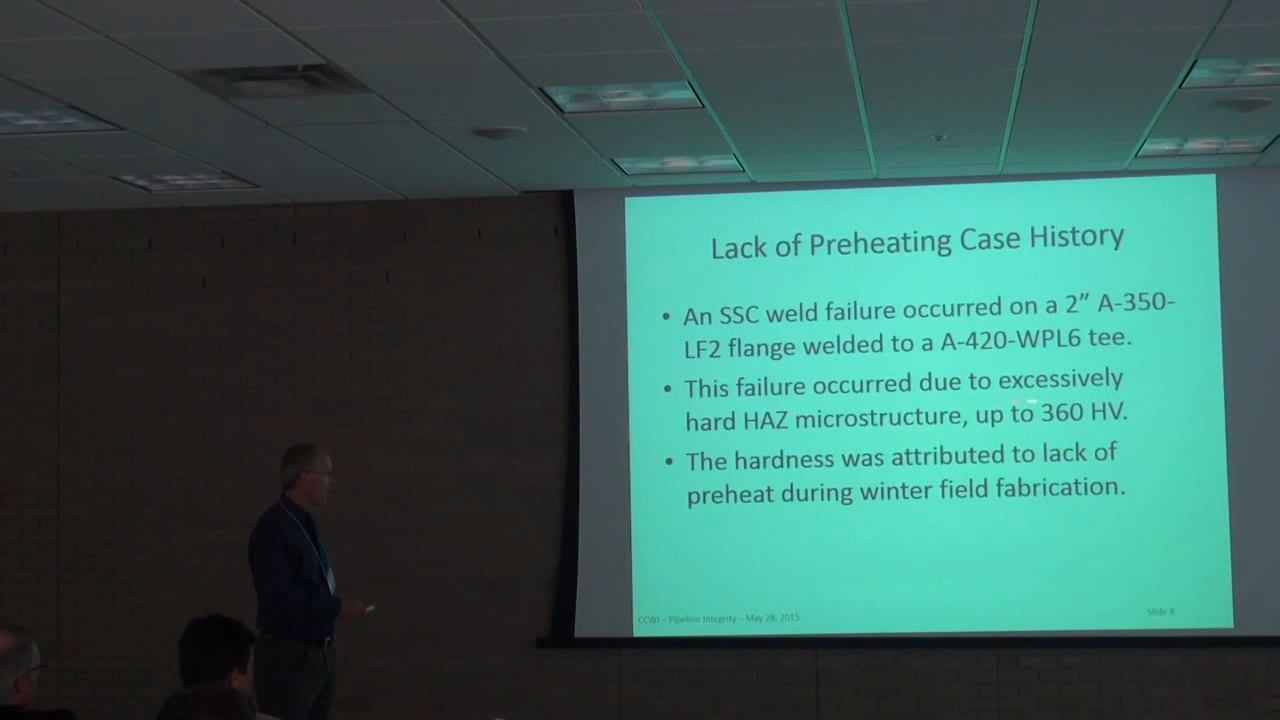 Lack of Preheating Case History
• An SSC weld failure occurred on a 2” A-350-
LF2 flange welded to a A-420-WPL6 tee.
• This failure occurred due to excessively
hard HAZ microstructure, up to 360 HV.
• The hardness was attributed to lack of
preheat during winter field fabrication.
CCWI – Pipeline Integrity – May 28, 2015
Slide 8